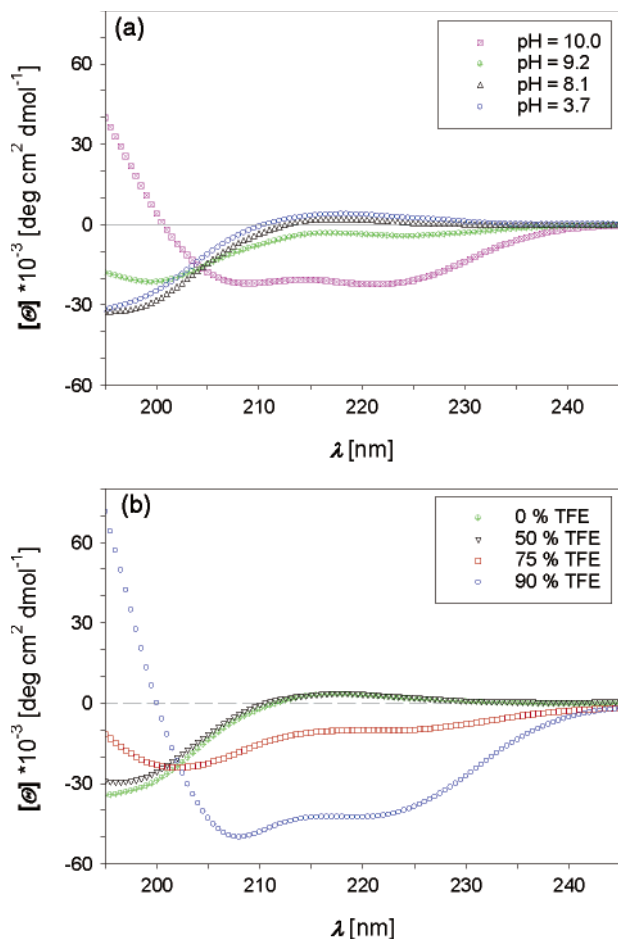 (a)
pH = 10.0
pH = 9.2
pH = 8.1
pH = 3.7
60
30
0
-30
-60
[Θ] *10⁻³ [deg cm² dmol⁻¹]
200 210 220 230 240
λ [nm]
(b)
0 % TFE
50 % TFE
75 % TFE
90 % TFE
60
30
0
-30
-60
[Θ] *10⁻³ [deg cm² dmol⁻¹]
200 210 220 230 240
λ [nm]